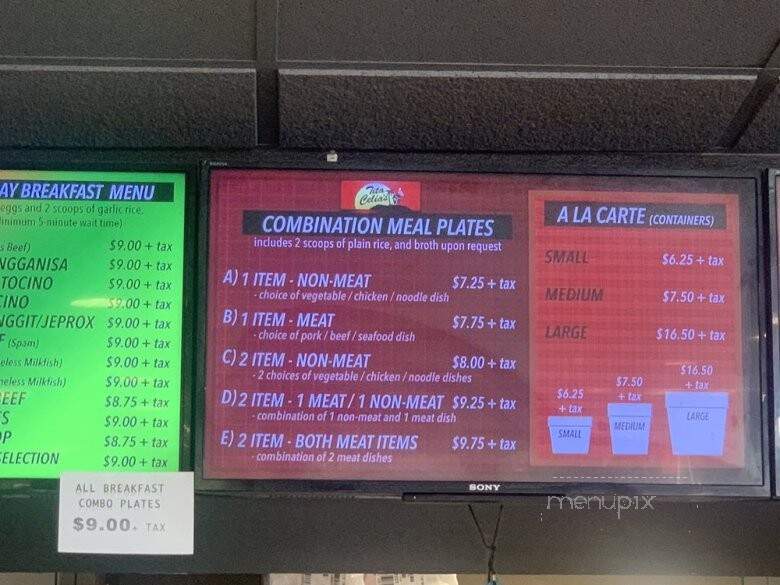 AY BREAKFAST MENU
eggs and 2 scoops of garlic rice.
inimum 5-minute wait time)
s Beef) $9.00 + tax
NGGANISA $9.00 + tax
TOCINO $9.00 + tax
INO $9.00 + tax
NGGIT/JEPROX $9.00 + tax
(Spam) $9.00 + tax
eless Milkfish) $9.00 + tax
neless Milkfish) $9.00 + tax
BEEF $8.75 + tax
S $9.00 + tax
OP $8.75 + tax
SELECTION $9.00 + tax
ALL BREAKFAST
COMBO PLATES
$9.00+ TAX
Tita
Celia's
COMBINATION MEAL PLATES
includes 2 scoops of plain rice, and broth upon request
A) 1 ITEM - NON-MEAT $7.25 + tax
- choice of vegetable / chicken / noodle dish
B) 1 ITEM - MEAT $7.75 + tax
- choice of pork / beef / seafood dish
C) 2 ITEM - NON-MEAT $8.00 + tax
- 2 choices of vegetable / chicken / noodle dishes
D) 2 ITEM - 1 MEAT / 1 NON-MEAT $9.25 + tax
- combination of 1 non-meat and 1 meat dish
E) 2 ITEM - BOTH MEAT ITEMS $9.75 + tax
- combination of 2 meat dishes
A LA CARTE (CONTAINERS)
SMALL $6.25 + tax
MEDIUM $7.50 + tax
LARGE $16.50 + tax
$6.25
+ tax
SMALL
$7.50
+ tax
MEDIUM
$16.50
+ tax
LARGE
SONY
menupix